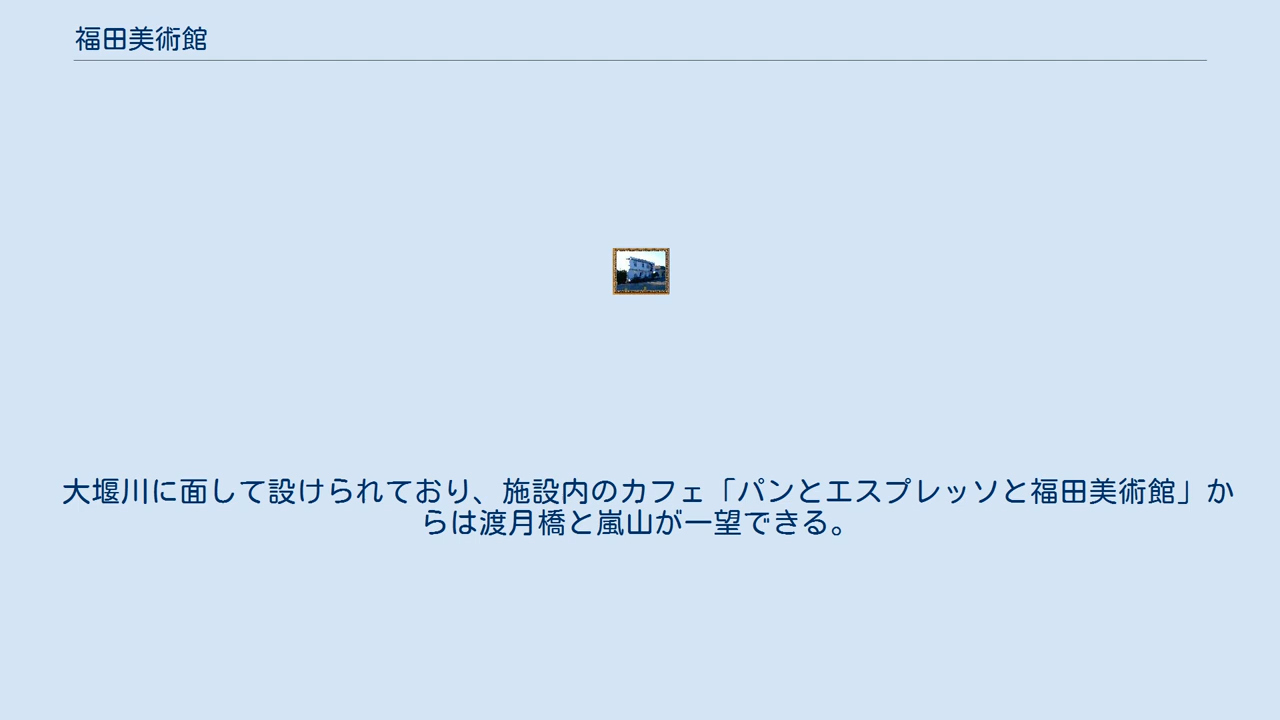 福田美術館
大堰川に面して設けられており、施設内のカフェ「パンとエスプレッソと福田美術館」か
らは渡月橋と嵐山が一望できる。